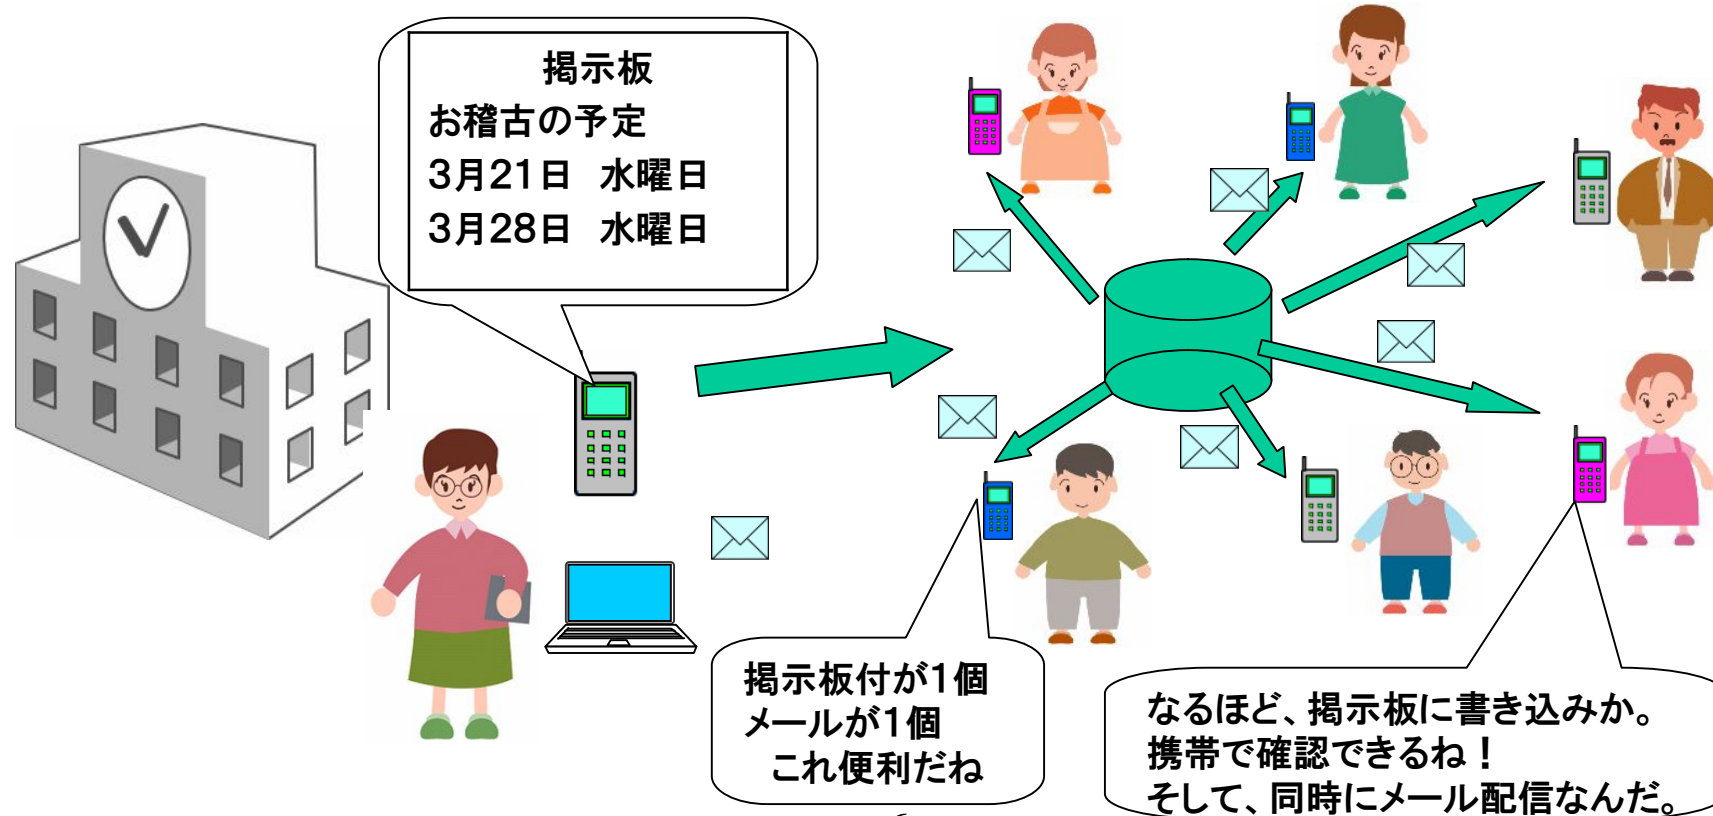 掲示板
お稽古の予定
3月21日　水曜日
3月28日　水曜日
掲示板付が1個
メールが1個
これ便利だね
なるほど、掲示板に書き込みか。
携帯で確認できるね！
そして、同時にメール配信なんだ。